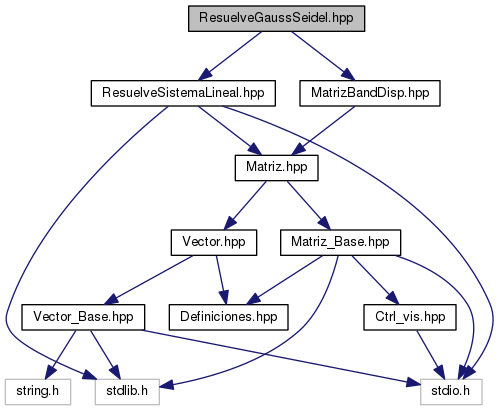 ResuelveGaussSeidel.hpp
ResuelveSistemaLineal.hpp
MatrizBandDisp.hpp
Matriz.hpp
Vector.hpp
Matriz_Base.hpp
Vector_Base.hpp
Definiciones.hpp
Ctrl_vis.hpp
string.h
stdlib.h
stdio.h